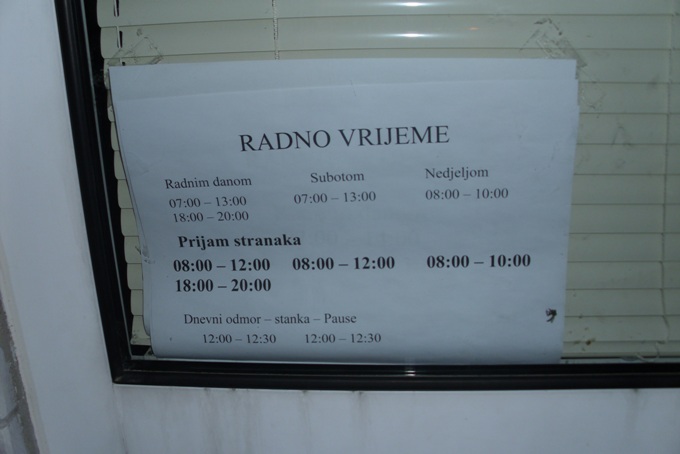 RADNO VRIJEME
Radnim danom Subotom Nedjeljom
07:00 – 13:00 07:00 – 13:00 08:00 – 10:00
18:00 – 20:00
Prijam stranaka
08:00 – 12:00 08:00 – 12:00 08:00 – 10:00
18:00 – 20:00
Dnevni odmor – stanka – Pause
12:00 – 12:30 12:00 – 12:30